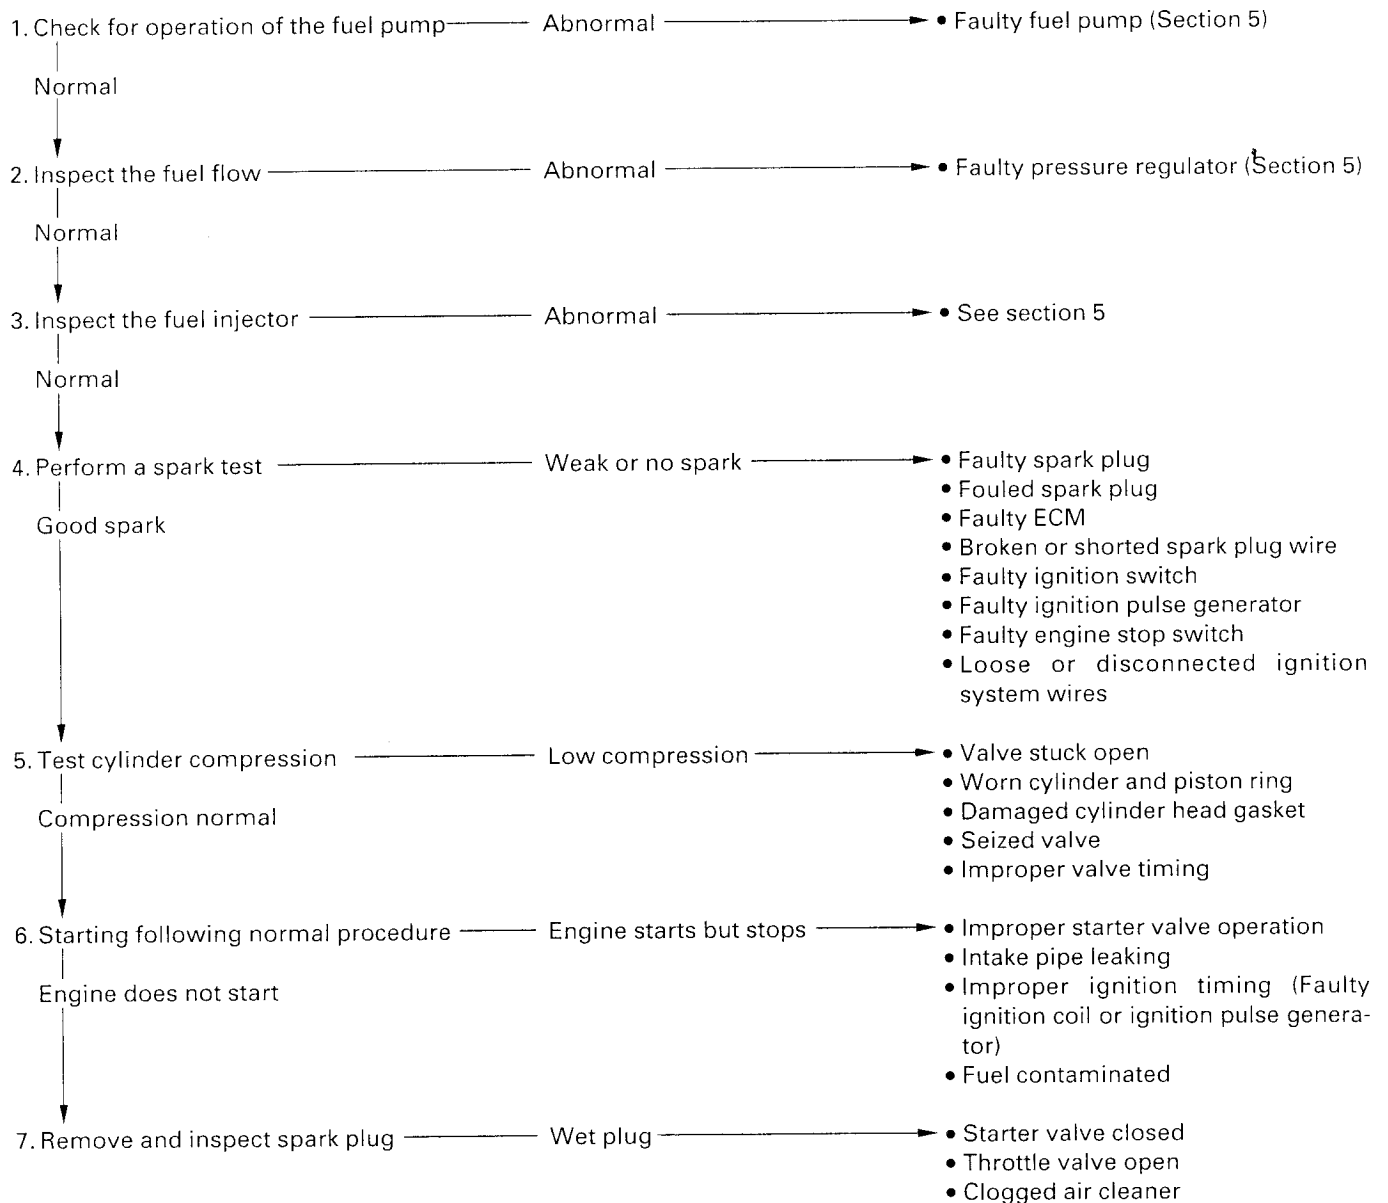 1. Check for operation of the fuel pump Abnormal • Faulty fuel pump (Section 5)
Normal
2. Inspect the fuel flow Abnormal • Faulty pressure regulator (Section 5)
Normal
3. Inspect the fuel injector Abnormal • See section 5
Normal
4. Perform a spark test Weak or no spark • Faulty spark plug
• Fouled spark plug
Good spark • Faulty ECM
• Broken or shorted spark plug wire
• Faulty ignition switch
• Faulty ignition pulse generator
• Faulty engine stop switch
• Loose or disconnected ignition
system wires
5. Test cylinder compression Low compression • Valve stuck open
• Worn cylinder and piston ring
Compression normal • Damaged cylinder head gasket
• Seized valve
• Improper valve timing
6. Starting following normal procedure Engine starts but stops • Improper starter valve operation
• Intake pipe leaking
Engine does not start • Improper ignition timing (Faulty
ignition coil or ignition pulse genera-
tor)
• Fuel contaminated
7. Remove and inspect spark plug Wet plug • Starter valve closed
• Throttle valve open
• Clogged air cleaner